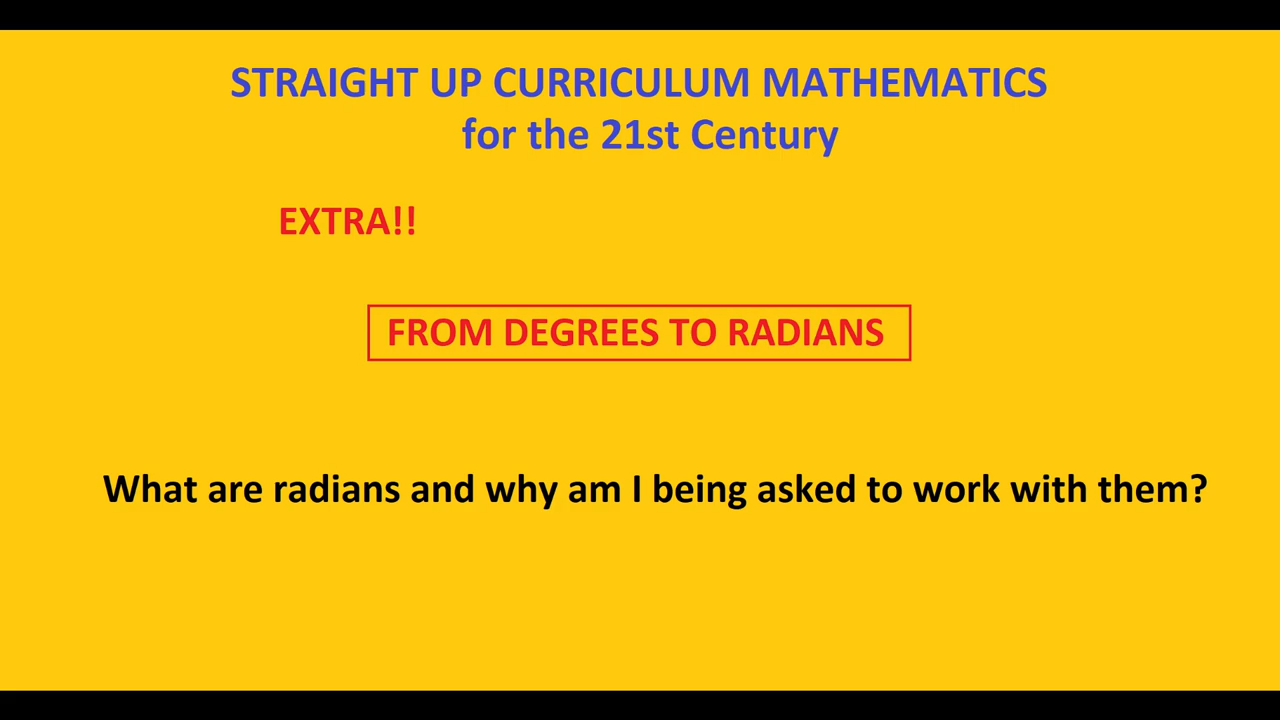 STRAIGHT UP CURRICULUM MATHEMATICS
for the 21st Century
EXTRA!!
FROM DEGREES TO RADIANS
What are radians and why am I being asked to work with them?